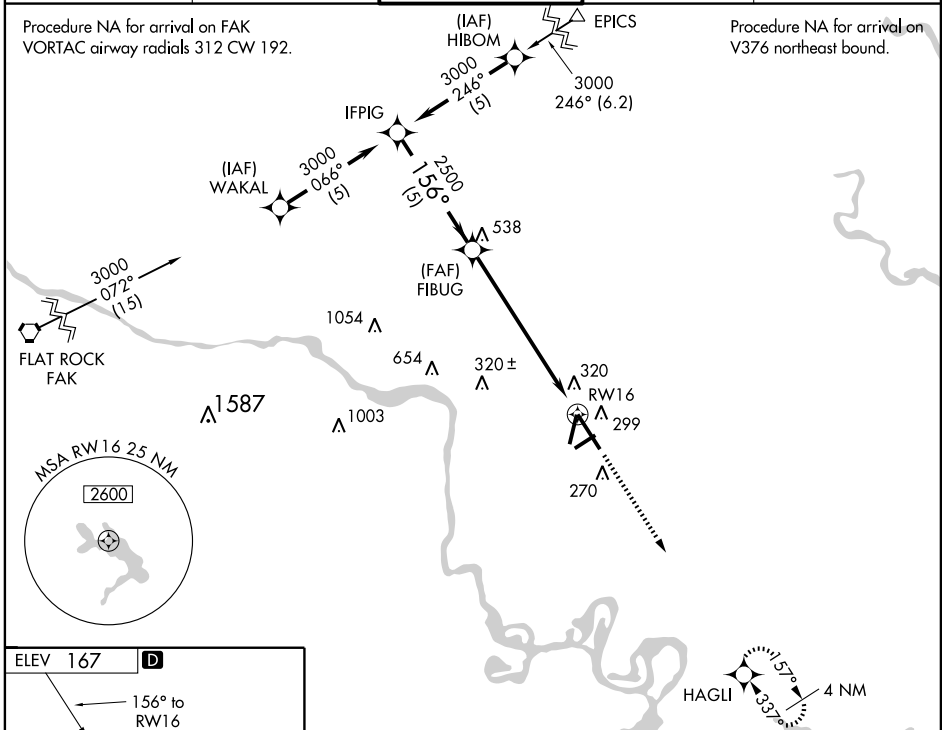 Procedure NA for arrival on FAK
VORTAC airway radials 312 CW 192.
Procedure NA for arrival on
V376 northeast bound.
(IAF)
HIBOM
EPICS
3000
246° (6.2)
3000
246°
(5)
IFPIG
(IAF)
WAKAL
3000
066°
(5)
2500
156°
(5)
538
(FAF)
FIBUG
3000
072°
(15)
FLAT ROCK
FAK
1054
654
320 ±
320
RW16
299
1587
1003
270
MSA RW16 25 NM
2600
ELEV 167 D
156° to
RW16
HAGLI
157°
337°
4 NM